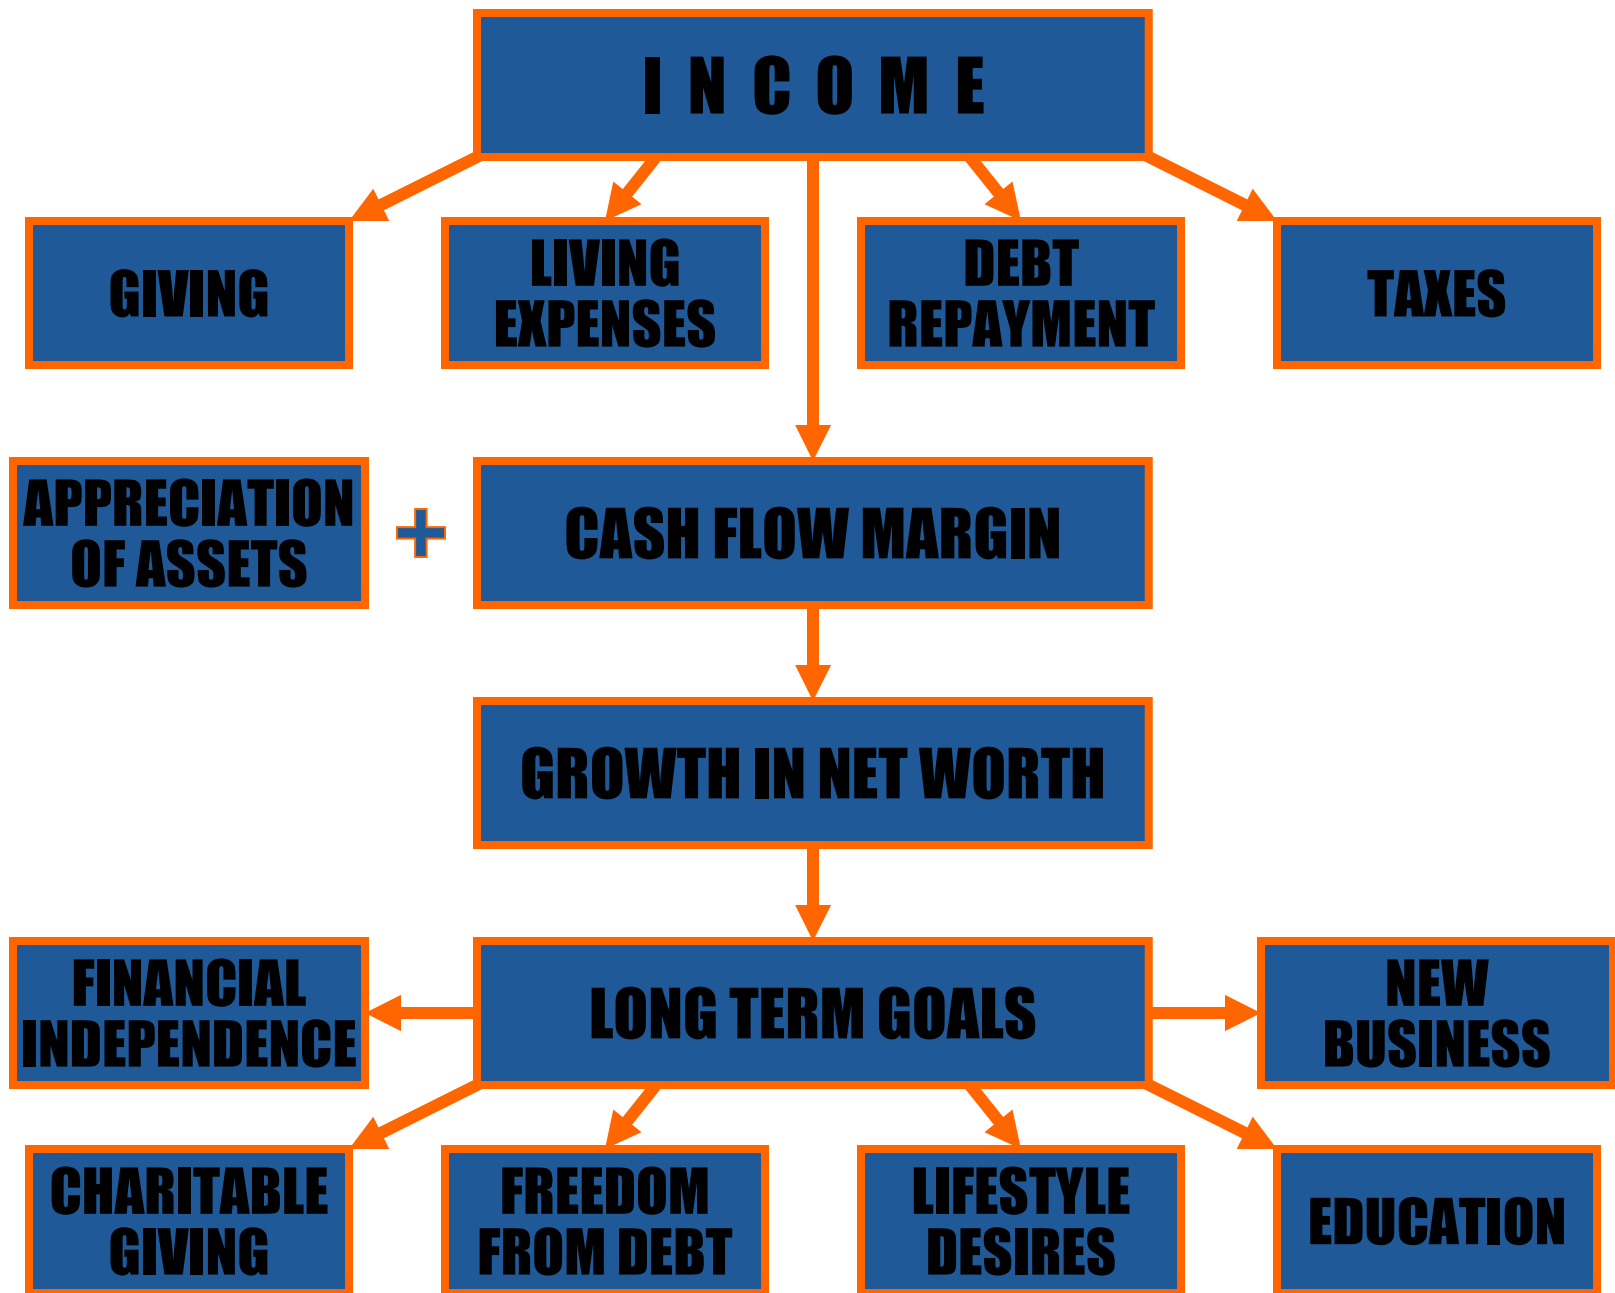 INCOME
GIVING
LIVING
EXPENSES
DEBT
REPAYMENT
TAXES
APPRECIATION
OF ASSETS
+
CASH FLOW MARGIN
GROWTH IN NET WORTH
FINANCIAL
INDEPENDENCE
LONG TERM GOALS
NEW
BUSINESS
CHARITABLE
GIVING
FREEDOM
FROM DEBT
LIFESTYLE
DESIRES
EDUCATION